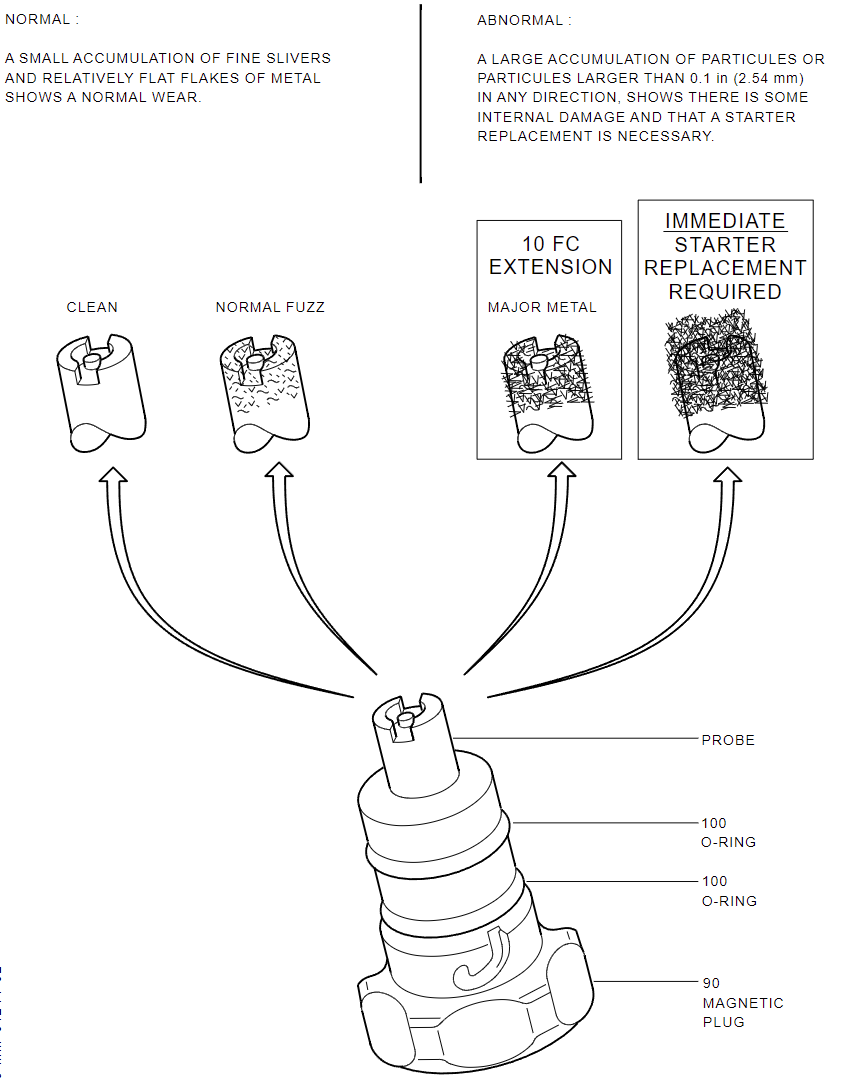 NORMAL :
A SMALL ACCUMULATION OF FINE SLIVERS
AND RELATIVELY FLAT FLAKES OF METAL
SHOWS A NORMAL WEAR.
ABNORMAL :
A LARGE ACCUMULATION OF PARTICULES OR
PARTICULES LARGER THAN 0.1 in (2.54 mm)
IN ANY DIRECTION, SHOWS THERE IS SOME
INTERNAL DAMAGE AND THAT A STARTER
REPLACEMENT IS NECESSARY.
CLEAN
NORMAL FUZZ
10 FC
EXTENSION
MAJOR METAL
IMMEDIATE
STARTER
REPLACEMENT
REQUIRED
PROBE
100
O-RING
100
O-RING
90
MAGNETIC
PLUG